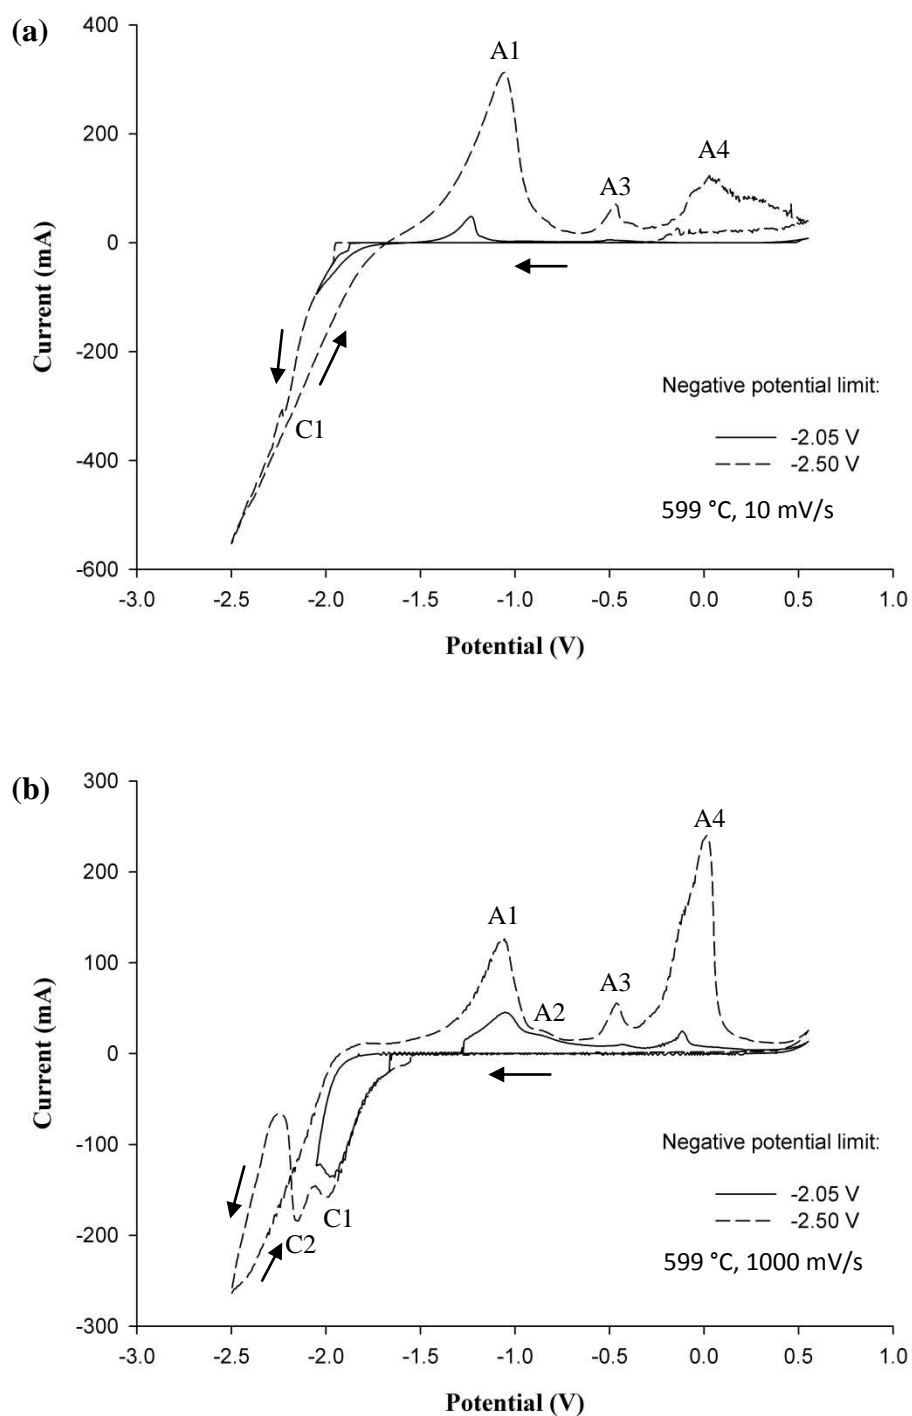 (a)
400
200
0
-200
-400
-600
Current (mA)
A1
A3
A4
C1
Negative potential limit:
-2.05 V
-2.50 V
599 °C, 10 mV/s
-3.0 -2.5 -2.0 -1.5 -1.0 -0.5 0.0 0.5 1.0
Potential (V)
(b)
300
200
100
0
-100
-200
-300
Current (mA)
A4
A1
A3
A2
C1
C2
Negative potential limit:
-2.05 V
-2.50 V
599 °C, 1000 mV/s
-3.0 -2.5 -2.0 -1.5 -1.0 -0.5 0.0 0.5 1.0
Potential (V)